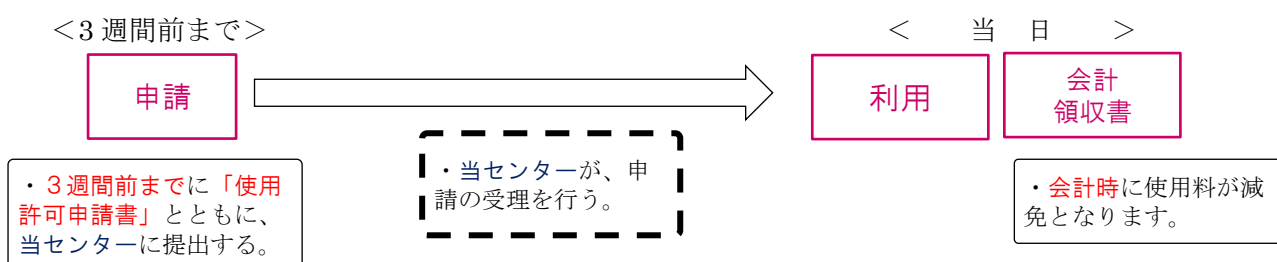 ＜3 週間前まで＞
＜　当　日　＞
申請
利用
会計
領収書
・３週間前までに「使用
許可申請書」とともに、
当センターに提出する。
・当センターが、申
請の受理を行う。
・会計時に使用料が減
免となります。